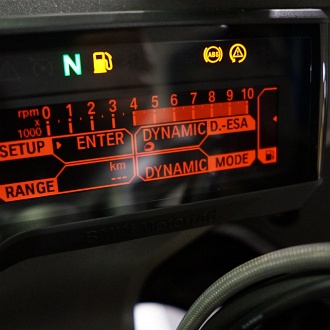 N ABS
rpm 0 1 2 3 4 5 6 7 8 9 10
1000
SETUP ENTER DYNAMIC D.-ESA
km
RANGE --- DYNAMIC MODE